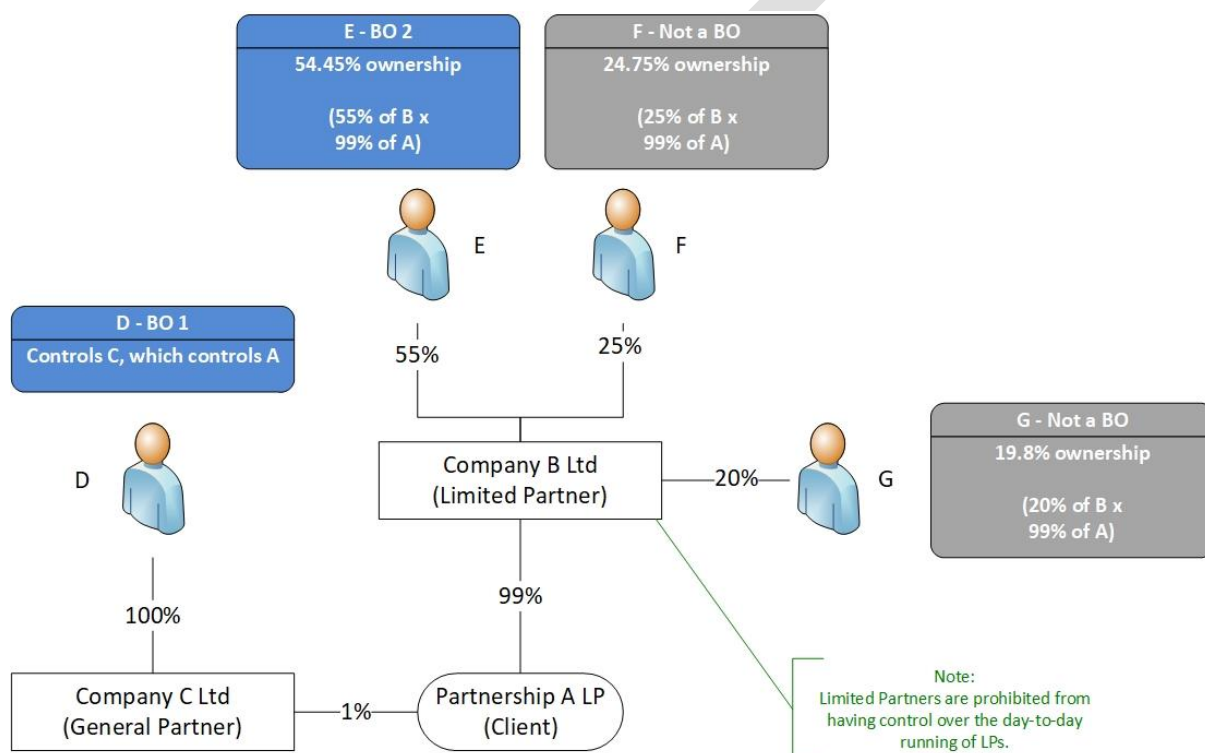 E - BO 2
54.45% ownership
(55% of B x
99% of A)
F - Not a BO
24.75% ownership
(25% of B x
99% of A)
E
F
D - BO 1
Controls C, which controls A
55%
25%
G - Not a BO
19.8% ownership
(20% of B x
99% of A)
D
Company B Ltd
(Limited Partner)
20%
G
100%
99%
Company C Ltd
(General Partner)
1%
Partnership A LP
(Client)
Note:
Limited Partners are prohibited from
having control over the day-to-day
running of LPs.